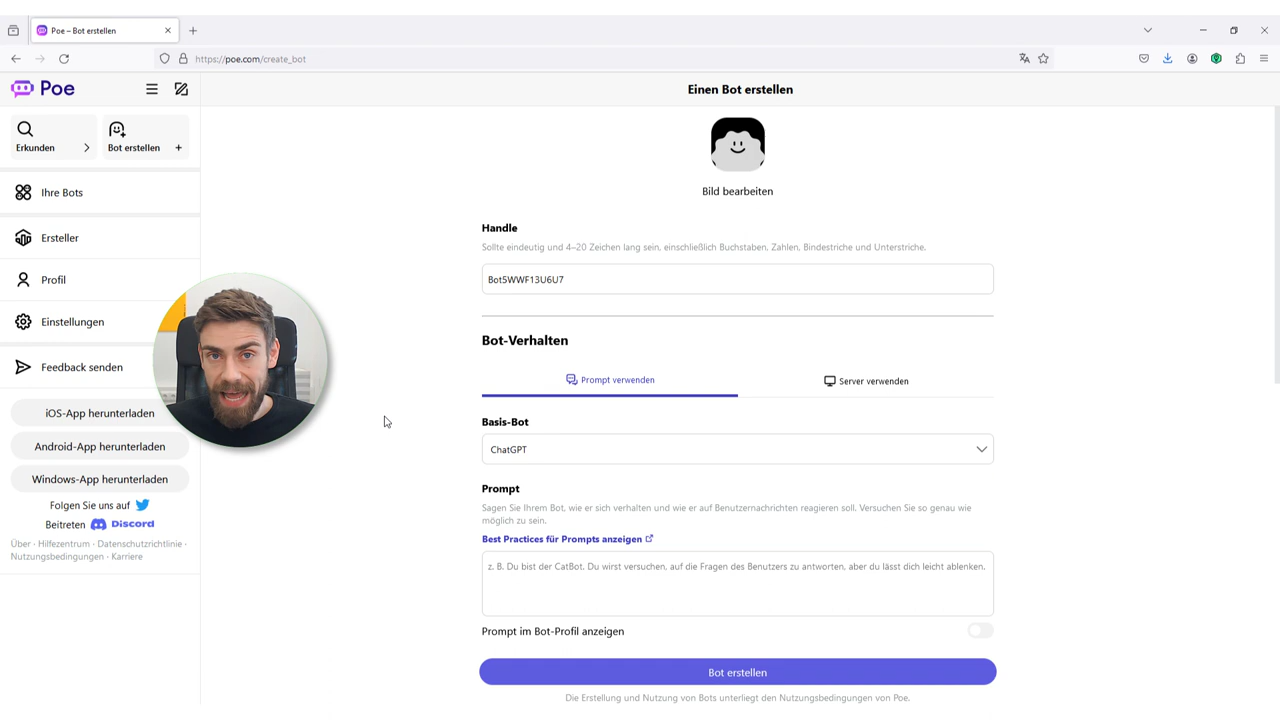 Poe – Bot erstellen
https://poe.com/create_bot
Poe
Einen Bot erstellen
Erkunden
Bot erstellen
Ihre Bots
Ersteller
Profil
Einstellungen
Feedback senden
iOS-App herunterladen
Android-App herunterladen
Windows-App herunterladen
Folgen Sie uns auf
Beitreten Discord
Über · Hilfezentrum · Datenschutzrichtlinie ·
Nutzungsbedingungen · Karriere
Bild bearbeiten
Handle
Sollte eindeutig und 4–20 Zeichen lang sein, einschließlich Buchstaben, Zahlen, Bindestriche und Unterstriche.
Bot5WWF13U6U7
Bot-Verhalten
Prompt verwenden
Server verwenden
Basis-Bot
ChatGPT
Prompt
Sagen Sie Ihrem Bot, wie er sich verhalten und wie er auf Benutzernachrichten reagieren soll. Versuchen Sie so genau wie
möglich zu sein.
Best Practices für Prompts anzeigen
z. B. Du bist der CatBot. Du wirst versuchen, auf die Fragen des Benutzers zu antworten, aber du lässt dich leicht ablenken.
Prompt im Bot-Profil anzeigen
Bot erstellen
Die Erstellung und Nutzung von Bots unterliegt den Nutzungsbedingungen von Poe.